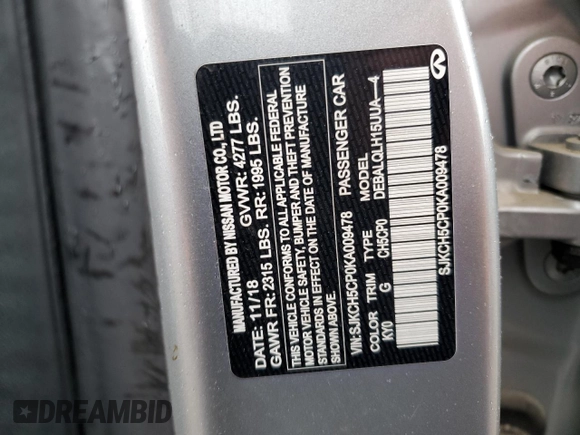 MANUFACTURED BY NISSAN MOTOR CO., LTD
DATE: 11/18 GVWR: 4277 LBS.
GAWR FR: 2315 LBS. RR: 1995 LBS.
THIS VEHICLE CONFORMS TO ALL APPLICABLE FEDERAL
MOTOR VEHICLE SAFETY, BUMPER AND THEFT PREVENTION
STANDARDS IN EFFECT ON THE DATE OF MANUFACTURE
SHOWN ABOVE.
VIN:SJKCH5CP0KA009478 PASSENGER CAR
COLOR TRIM TYPE MODEL
KY0 G CH5CP0 DEBALQLH15UUA—4
SJKCH5CP0KA009478
DREAMBID